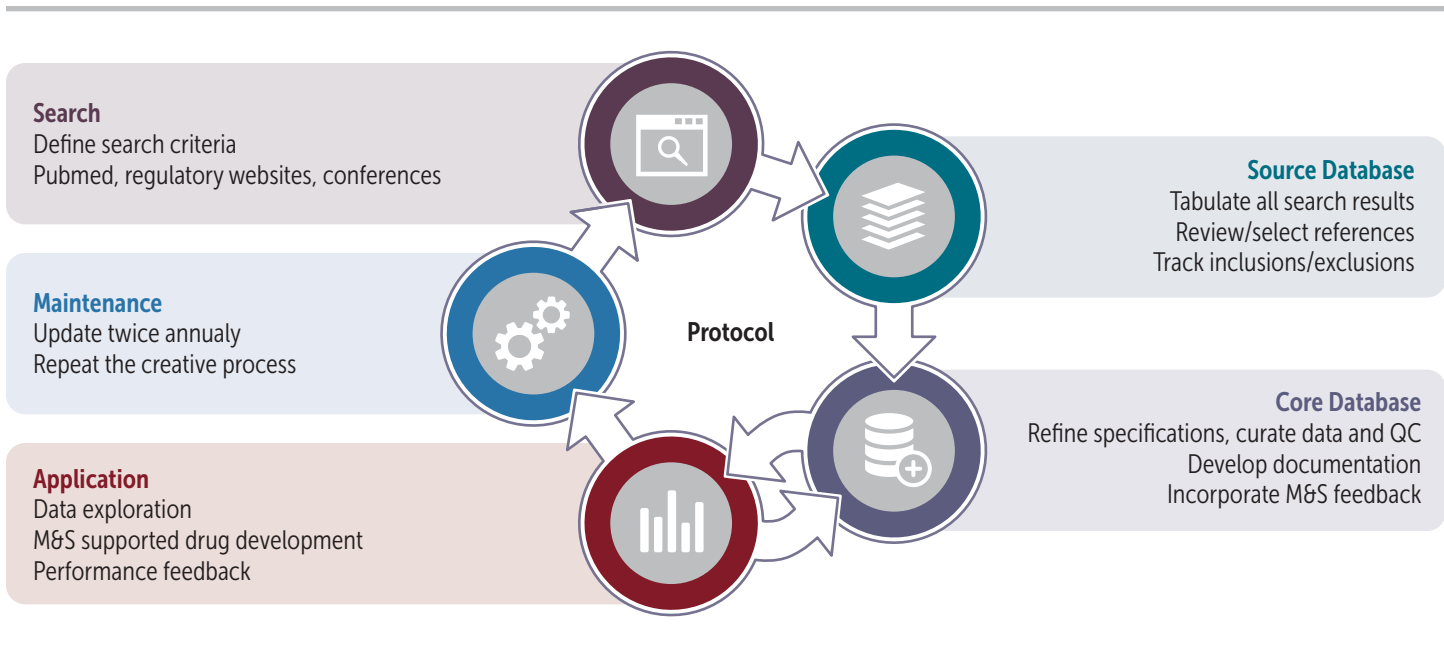 Search
Define search criteria
Pubmed, regulatory websites, conferences
Source Database
Tabulate all search results
Review/select references
Track inclusions/exclusions
Maintenance
Update twice annualy
Repeat the creative process
Protocol
Core Database
Refine specifications, curate data and QC
Develop documentation
Incorporate M&S feedback
Application
Data exploration
M&S supported drug development
Performance feedback